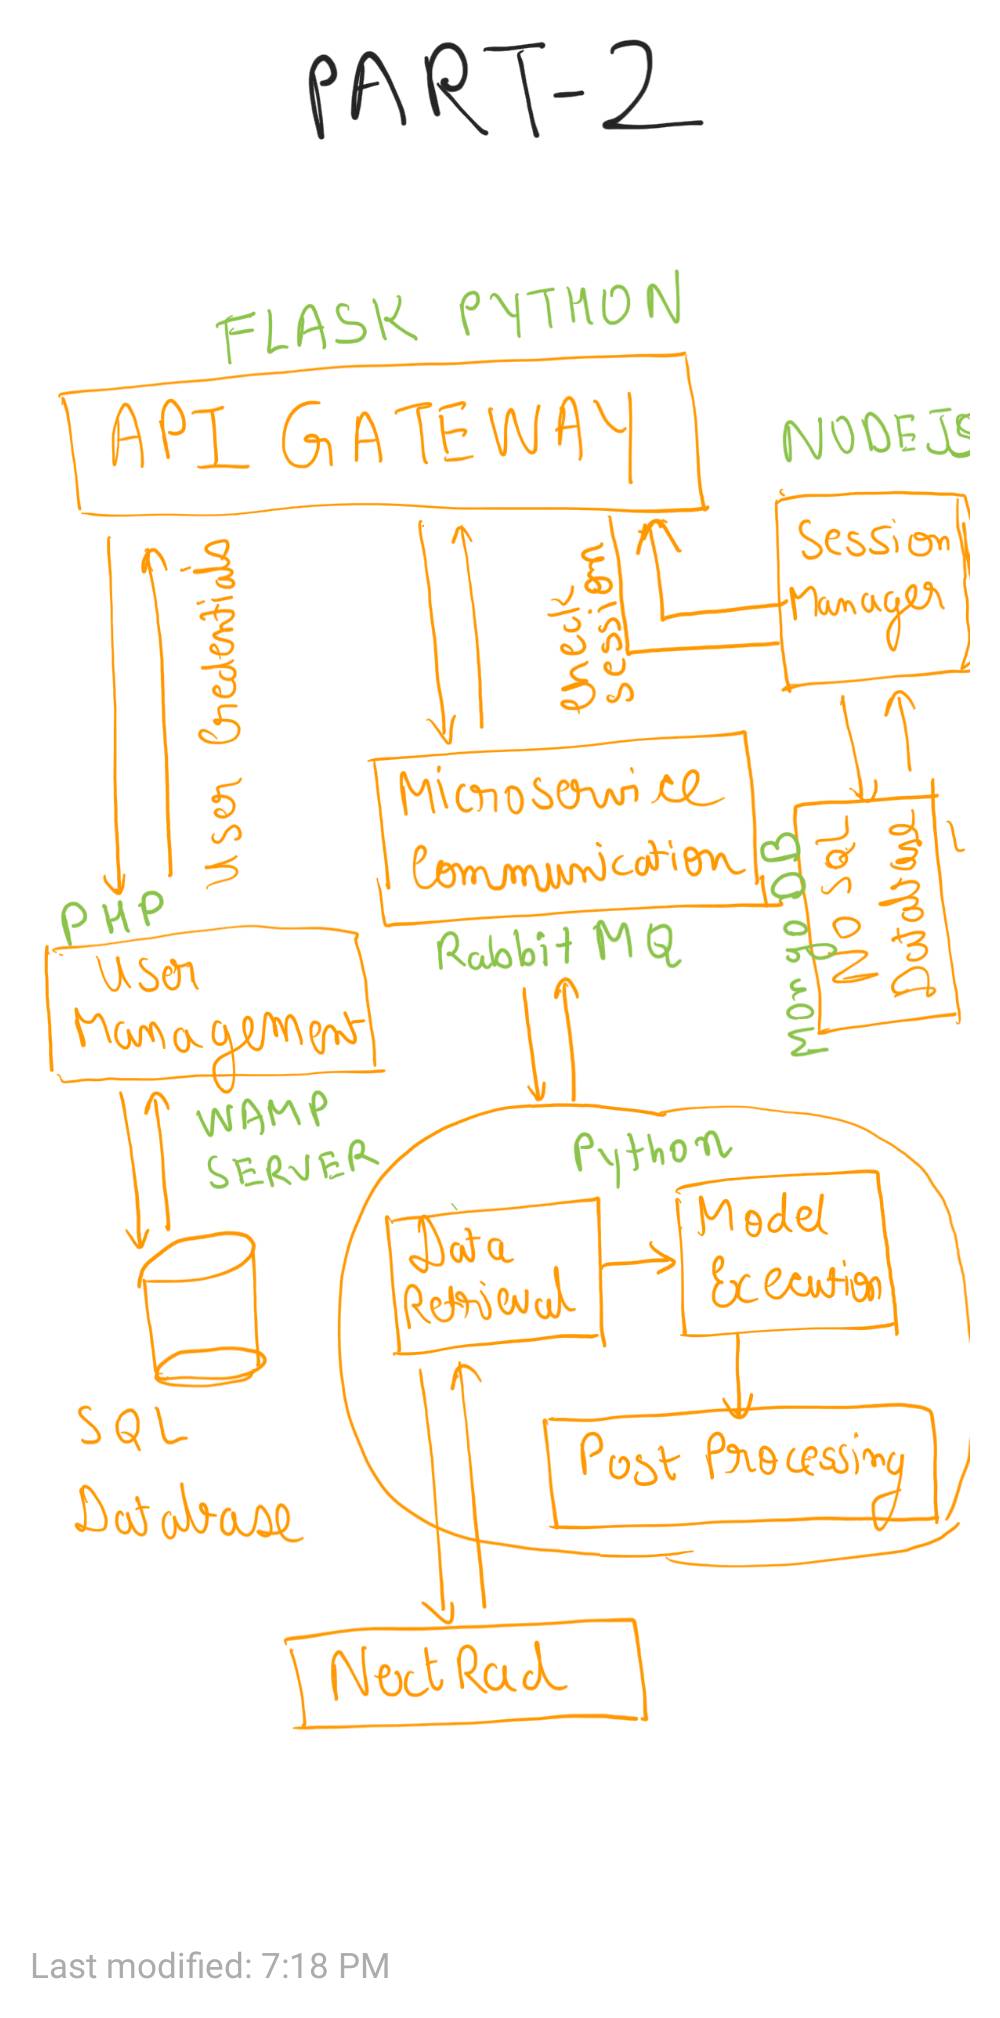 PART-2
FLASK PYTHON
API GATEWAY
NODEJS
Session
Manager
User Credentials
Check
Session
Microservice
Communication
Rabbit MQ
Mongo DB
No SQL
Database
PHP
User
Management
WAMP
SERVER
Python
Data
Retrieval
Model
Execution
Post Processing
SQL
Database
NextRad
Last modified: 7:18 PM